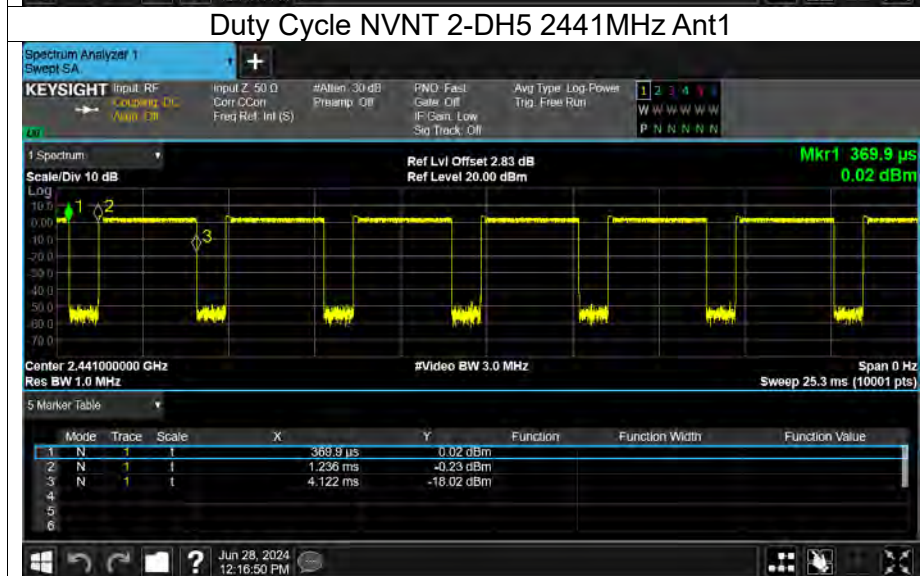 Duty Cycle NVNT 2-DH5 2441MHz Ant1
Spectrum Analyzer 1
Swept SA
+
KEYSIGHT Input: RF Input Z: 50 Ω #Atten: 30 dB PNO: Fast Avg Type: Log-Power 1 2 3 4 5 6
Coupling: DC Corr CCorr Preamp: Off Gate: Off Trig: Free Run W W W W W W
Align: Off Freq Ref: Int (S) IF Gain: Low P N N N N N
Sig Track: Off
1 Spectrum Ref Lvl Offset 2.83 dB Mkr1 369.9 µs
Scale/Div 10 dB Ref Level 20.00 dBm 0.02 dBm
Log
10.0
1 2
0.00
3
-10.0
-20.0
-30.0
-40.0
-50.0
-60.0
-70.0
Center 2.441000000 GHz #Video BW 3.0 MHz Span 0 Hz
Res BW 1.0 MHz Sweep 25.3 ms (10001 pts)
5 Marker Table
Mode Trace Scale X Y Function Function Width Function Value
1 N 1 t 369.9 µs 0.02 dBm
2 N 1 t 1.236 ms -0.23 dBm
3 N 1 t 4.122 ms -18.02 dBm
4
5
6
? Jun 28, 2024
12:16:50 PM